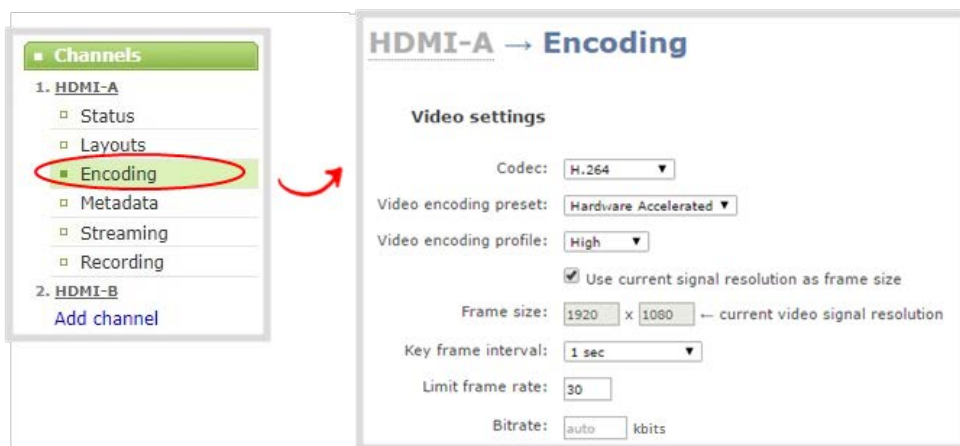 Channels
1. HDMI-A
Status
Layouts
Encoding
Metadata
Streaming
Recording
2. HDMI-B
Add channel
HDMI-A → Encoding
Video settings
Codec: H.264
Video encoding preset: Hardware Accelerated
Video encoding profile: High
Use current signal resolution as frame size
Frame size: 1920 x 1080 ← current video signal resolution
Key frame interval: 1 sec
Limit frame rate: 30
Bitrate: auto kbits